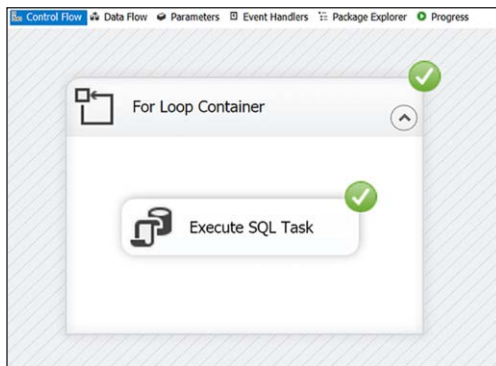 Control Flow Data Flow Parameters Event Handlers Package Explorer Progress
For Loop Container
Execute SQL Task